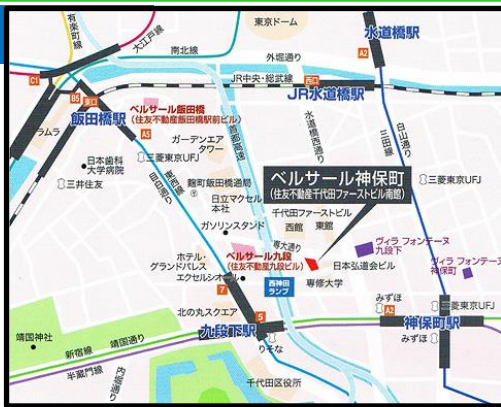 東京ドーム
水道橋駅
有楽町線
大江戸線
南北線
外堀通り
A2
C1
JR中央・総武線
西口
JR水道橋駅
B5
東口
飯田橋駅
ベルサール飯田橋
(住友不動産飯田橋駅前ビル)
A5
ラムラ
ガーデンエア
タワー
首都高速
水道橋西通り
三田線
白山通り
三菱東京UFJ
日本歯科
大学病院
三井住友
東西線
目白通り
麹町飯田橋通局
日立マクセル
本社
ベルサール神保町
(住友不動産千代田ファーストビル南館)
三菱東京UFJ
千代田ファーストビル
西館
東館
ガソリンスタンド
専大通り
ベルサール九段
(住友不動産九段ビル)
ヴィラ フォンテーヌ
九段下
日本弘道会ビル
ヴィラ フォンテーヌ
神保町
ホテル・
グランドパレス
エクセルシオール
西神田
ランプ
専修大学
7
みずほ
三菱東京UFJ
北の丸スクエア
5
A2
九段下駅
神保町駅
靖国神社
靖国通り
新宿線
りそな
みずほ
半蔵門線
内堀通り
千代田区役所